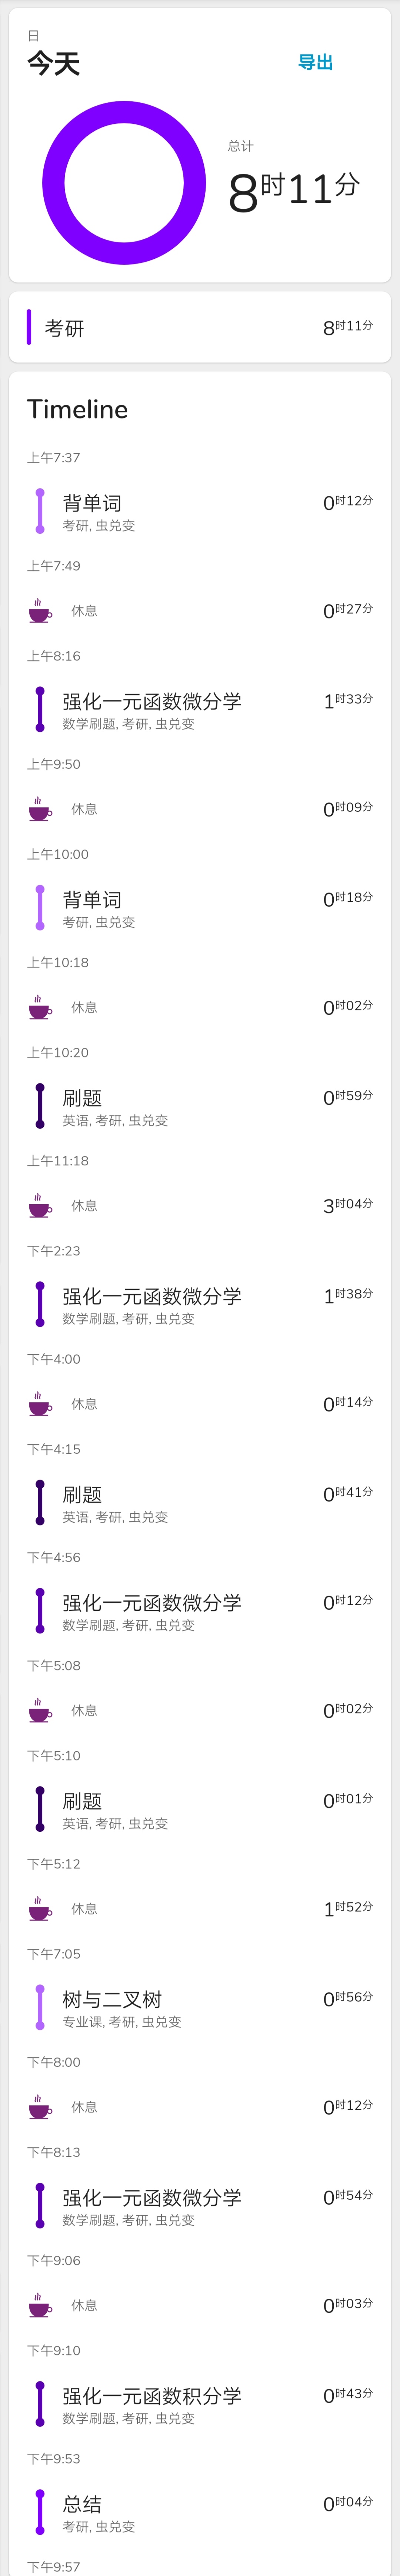 日
今天
导出
总计
8时11分
考研
8时11分
Timeline
上午7:37
背单词
0时12分
考研, 虫兑变
上午7:49
休息
0时27分
上午8:16
强化一元函数微分学
1时33分
数学刷题, 考研, 虫兑变
上午9:50
休息
0时09分
上午10:00
背单词
0时18分
考研, 虫兑变
上午10:18
休息
0时02分
上午10:20
刷题
0时59分
英语, 考研, 虫兑变
上午11:18
休息
3时04分
下午2:23
强化一元函数微分学
1时38分
数学刷题, 考研, 虫兑变
下午4:00
休息
0时14分
下午4:15
刷题
0时41分
英语, 考研, 虫兑变
下午4:56
强化一元函数微分学
0时12分
数学刷题, 考研, 虫兑变
下午5:08
休息
0时02分
下午5:10
刷题
0时01分
英语, 考研, 虫兑变
下午5:12
休息
1时52分
下午7:05
树与二叉树
0时56分
专业课, 考研, 虫兑变
下午8:00
休息
0时12分
下午8:13
强化一元函数微分学
0时54分
数学刷题, 考研, 虫兑变
下午9:06
休息
0时03分
下午9:10
强化一元函数积分学
0时43分
数学刷题, 考研, 虫兑变
下午9:53
总结
0时04分
考研, 虫兑变
下午9:57